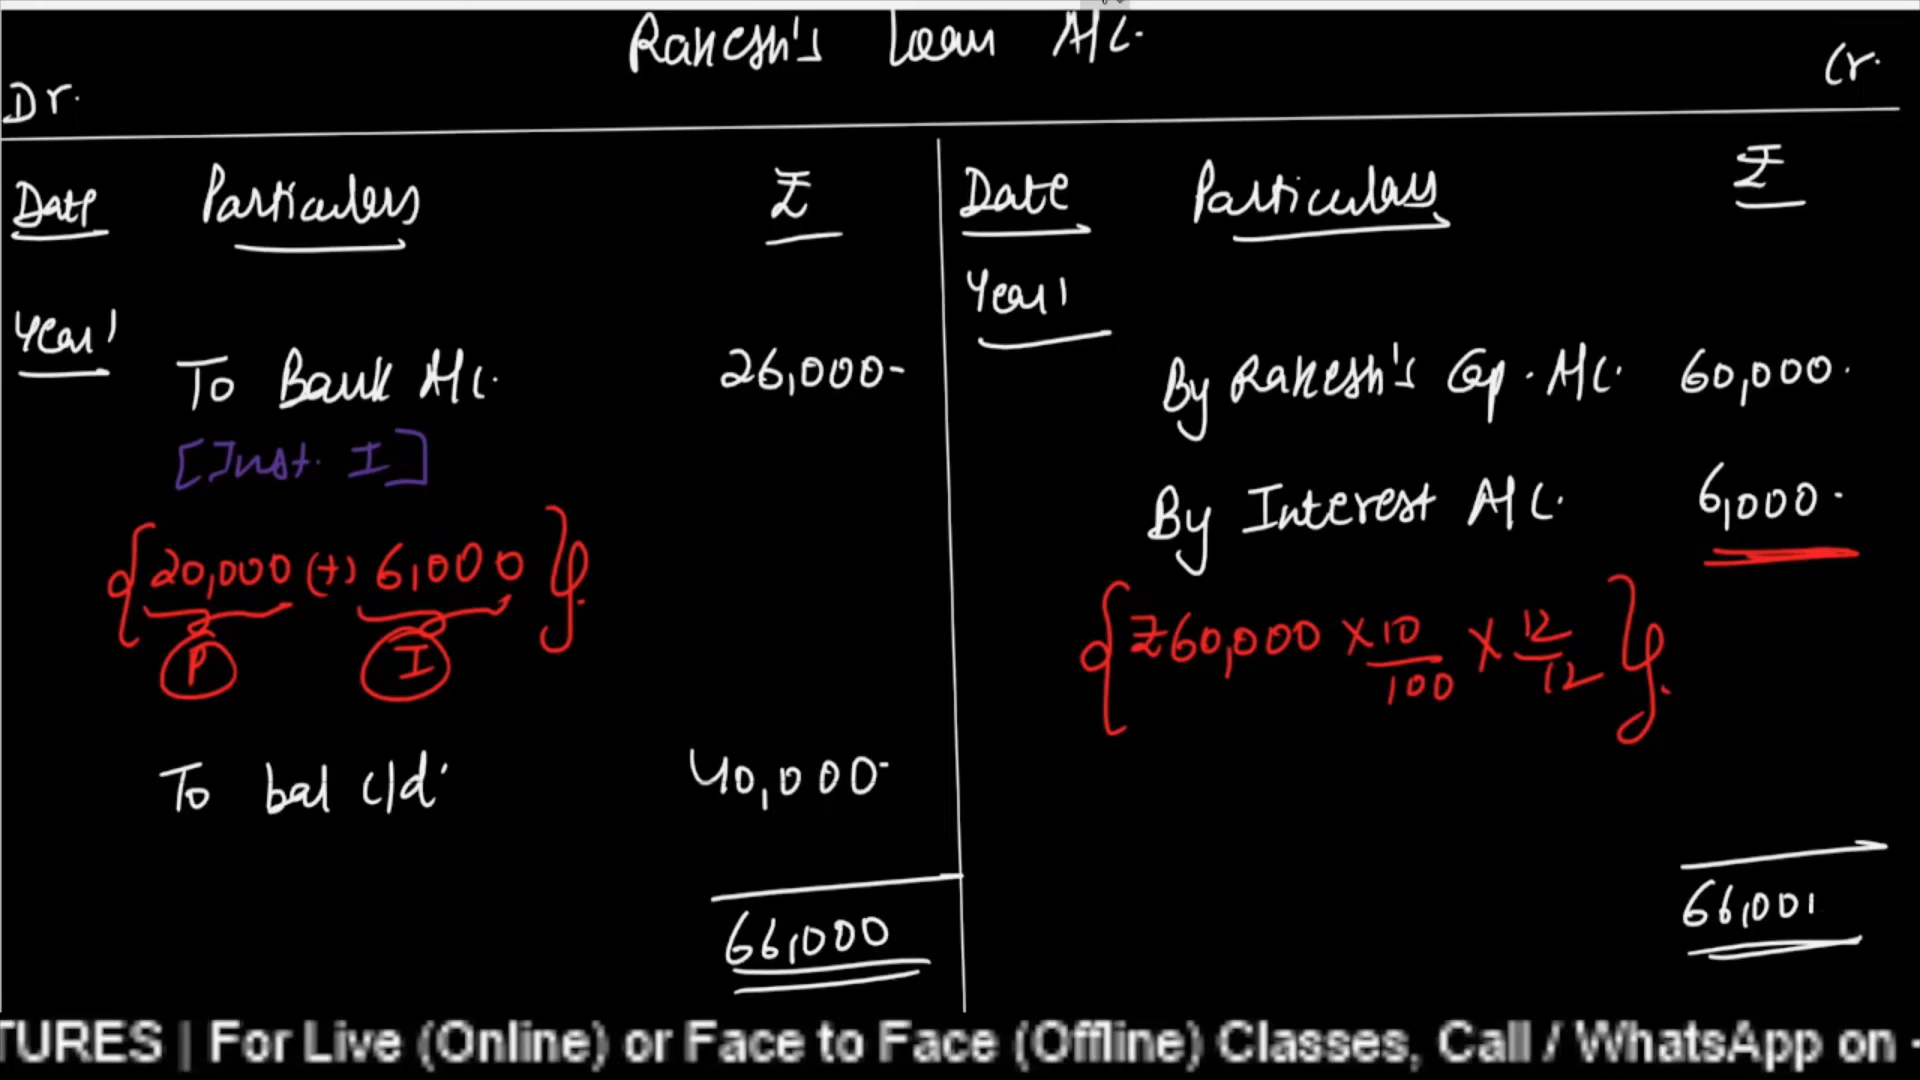 Rakesh's Loan A/c.
Dr.
Cr.
Date Particulars ₹ Date Particulars ₹
Year 1
Year 1
To Bank A/c. 26,000- By Rakesh's Cap. A/c. 60,000.
[Inst. I]
By Interest A/c. 6,000.
{20,000 (+) 6,000}.
P I
{₹60,000 × 10/100 × 12/12}.
To bal c/d. 40,000-
66,000 66,001
TURES | For Live (Online) or Face to Face (Offline) Classes, Call / WhatsApp on -